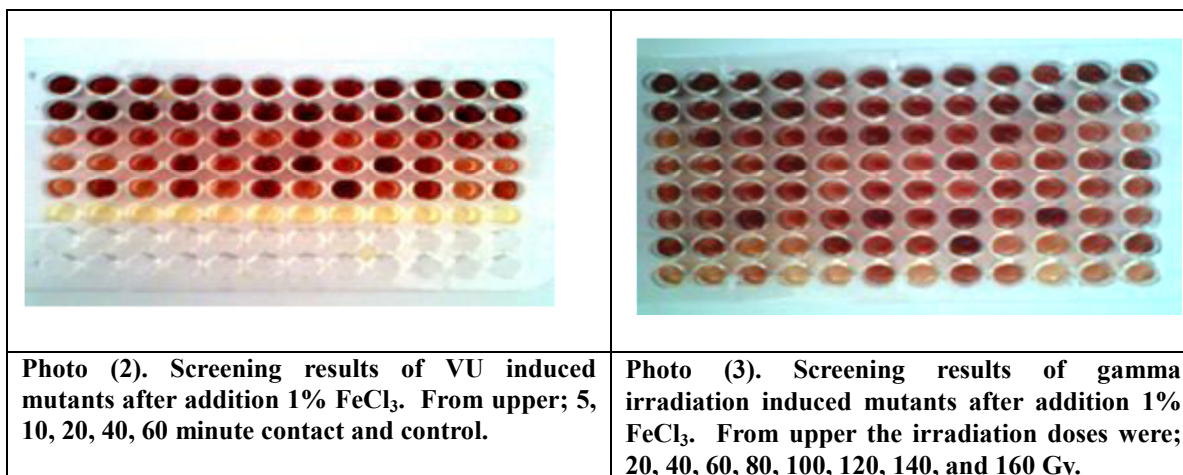 Photo (2). Screening results of VU induced
mutants after addition 1% FeCl₃. From upper; 5,
10, 20, 40, 60 minute contact and control.
Photo (3). Screening results of gamma
irradiation induced mutants after addition 1%
FeCl₃. From upper the irradiation doses were;
20, 40, 60, 80, 100, 120, 140, and 160 Gy.